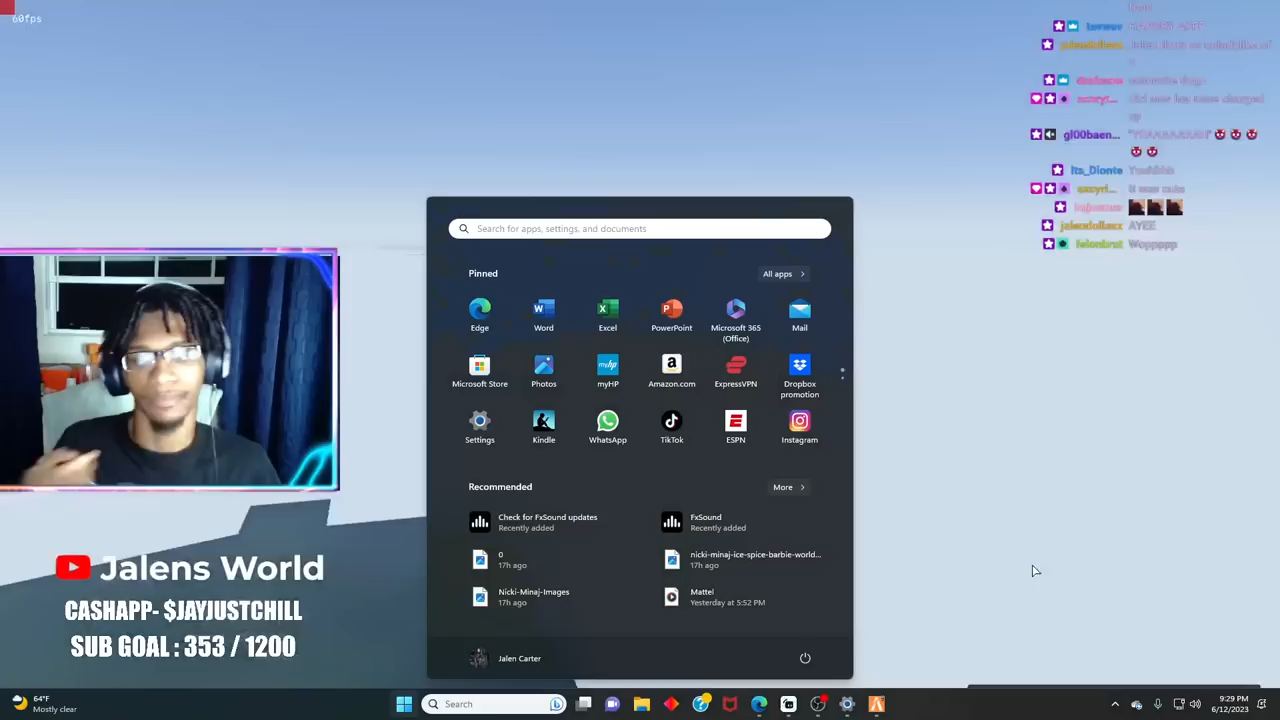 60fps
its_Dionte
gl00baen...
AYEE
Woppppp
Search for apps, settings, and documents
Pinned
All apps
Edge
Word
Excel
PowerPoint
Microsoft 365
(Office)
Mail
Microsoft Store
Photos
myHP
Amazon.com
ExpressVPN
Dropbox
promotion
Settings
Kindle
WhatsApp
TikTok
ESPN
Instagram
Recommended
More
Check for FxSound updates
Recently added
FxSound
Recently added
0
17h ago
nicki-minaj-ice-spice-barbie-world...
17h ago
Nicki-Minaj-Images
17h ago
Mattel
Yesterday at 5:52 PM
Jalen Carter
Jalens World
CASHAPP- $JAYJUSTCHILL
SUB GOAL : 353 / 1200
64°F
Mostly clear
Search
9:29 PM
6/12/2023